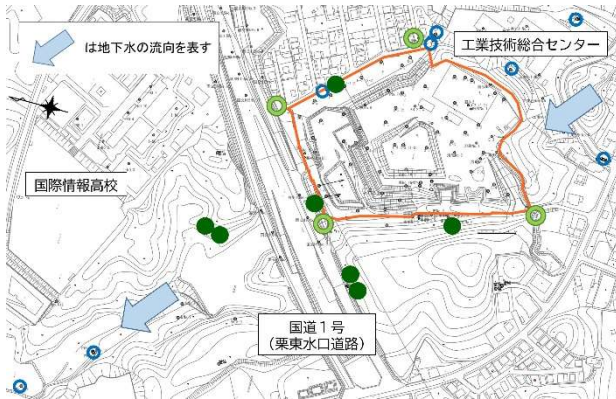 は地下水の流向を表す
工業技術総合センター
国際情報高校
国道１号
（栗東水口道路）